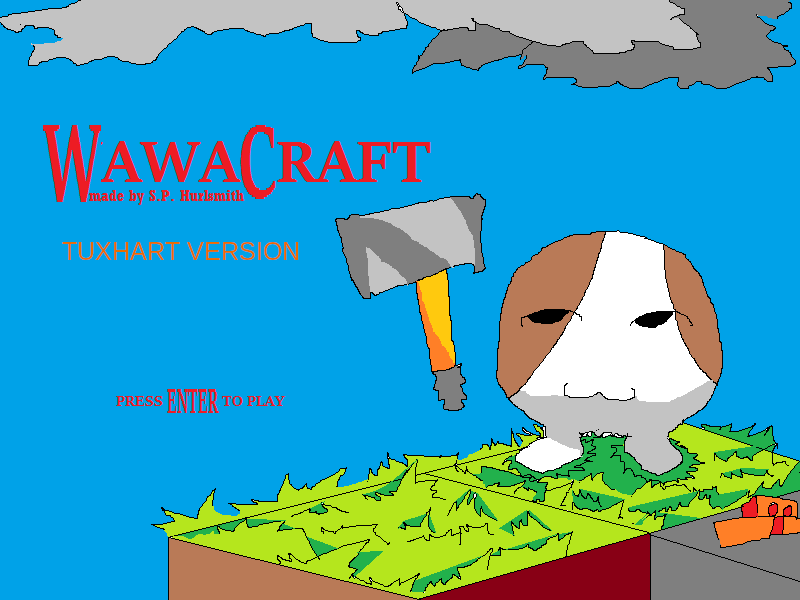 WAWACRAFT
made by S.P. Hurlsmith
TUXHART VERSION
PRESS ENTER TO PLAY